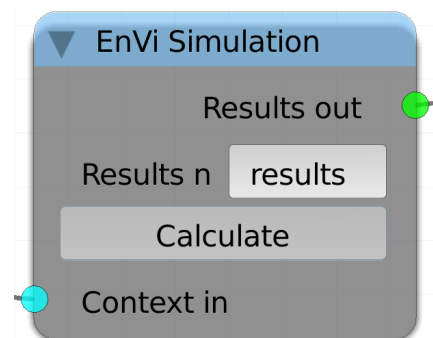 EnVi Simulation
Results out
Results n results
Calculate
Context in